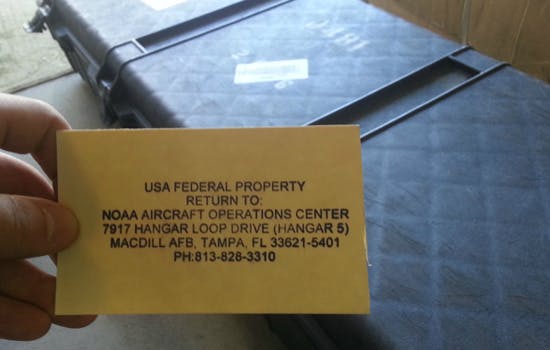 USA FEDERAL PROPERTY
RETURN TO:
NOAA AIRCRAFT OPERATIONS CENTER
7917 HANGAR LOOP DRIVE (HANGAR 5)
MACDILL AFB, TAMPA, FL 33621-5401
PH:813-828-3310